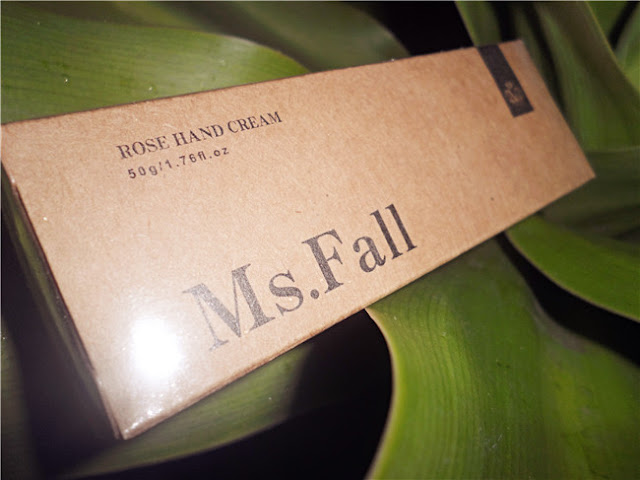 ROSE HAND CREAM
50g/1.76fl.oz
Ms.Fall